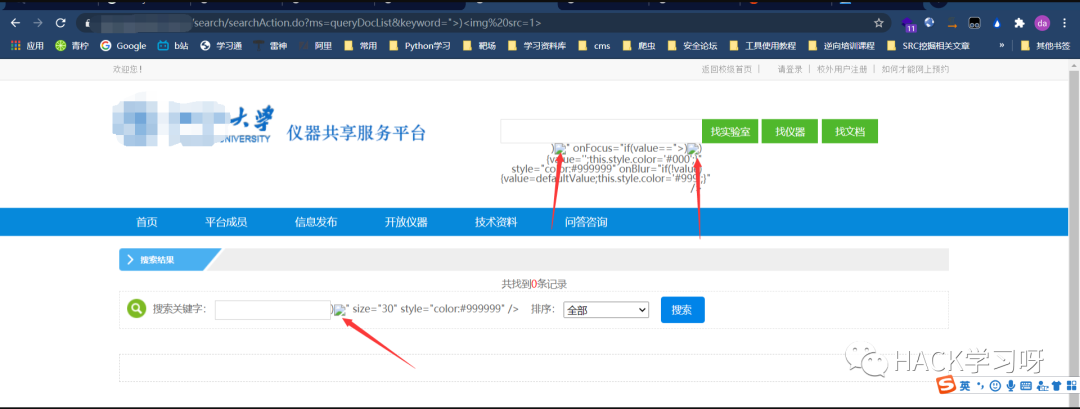 /search/searchAction.do?ms=queryDocList&keyword=">)<img%20src=1>
11
da
应用 青柠 Google b站 学习通 雷神 阿里 常用 Python学习 靶场 学习资料库 cms 爬虫 安全论坛 工具使用教程 逆向培训课程 SRC挖掘相关文章 » 其他书签
欢迎您！ 返回校级首页 | 请登录 | 校外用户注册 | 如何才能网上预约
大学
UNIVERSITY
仪器共享服务平台
找实验室 找仪器 找文档
)" onFocus="if(value==">))
{value='';this.style.color='#000';}"
style="color:#999999" onBlur="if(!value)
{value=defaultValue;this.style.color='#999';}"
/>
首页 平台成员 信息发布 开放仪器 技术资料 问答咨询
搜索结果
共找到0条记录
搜索关键字： )" size="30" style="color:#999999" /> 排序： 全部 搜索
HACK学习呀
S 英